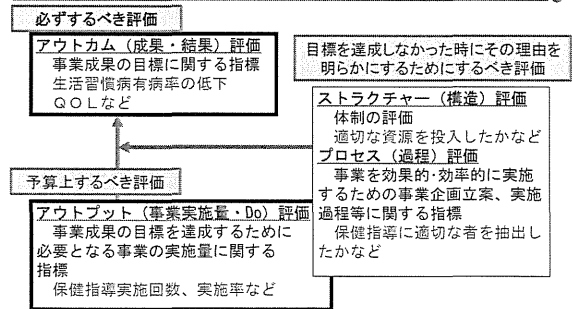 必ずするべき評価
アウトカム（成果・結果）評価
事業成果の目標に関する指標
生活習慣病有病率の低下
ＱＯＬなど
目標を達成しなかった時にその理由を
明らかにするためにするべき評価
ストラクチャー（構造）評価
体制の評価
適切な資源を投入したかなど
プロセス（過程）評価
事業を効果的・効率的に実施
するための事業企画立案、実施
過程等に関する指標
保健指導に適切な者を抽出し
たかなど
予算上するべき評価
アウトプット（事業実施量・Do）評価
事業成果の目標を達成するために
必要となる事業の実施量に関する
指標
保健指導実施回数、実施率など